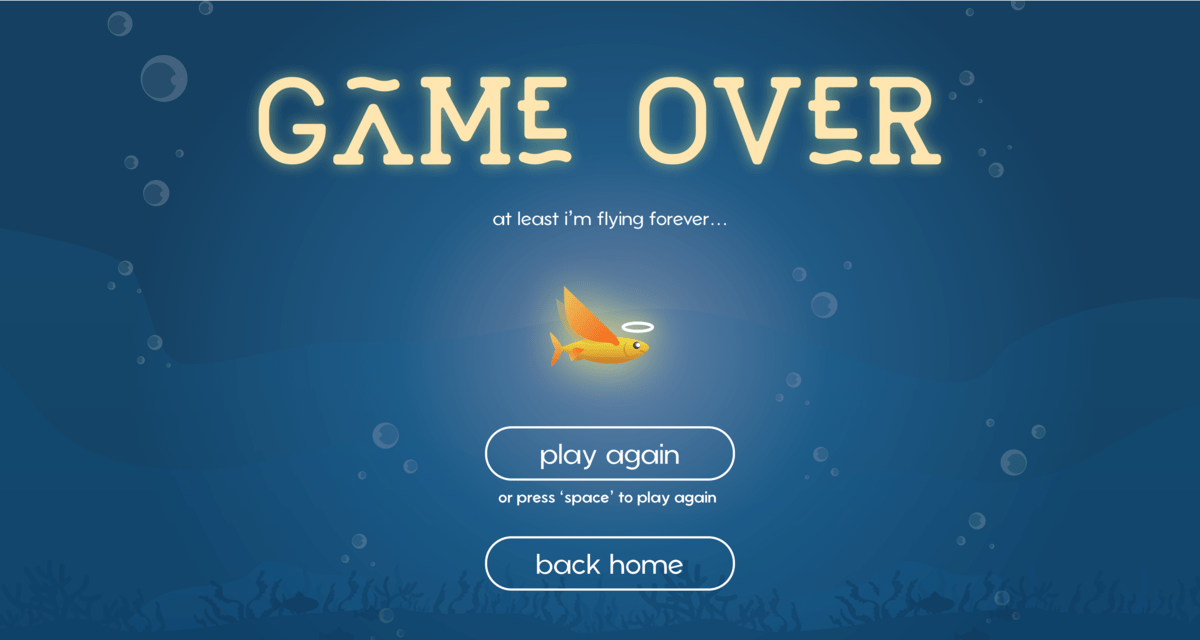 GAME OVER
at least i'm flying forever...
play again
or press ‘space’ to play again
back home